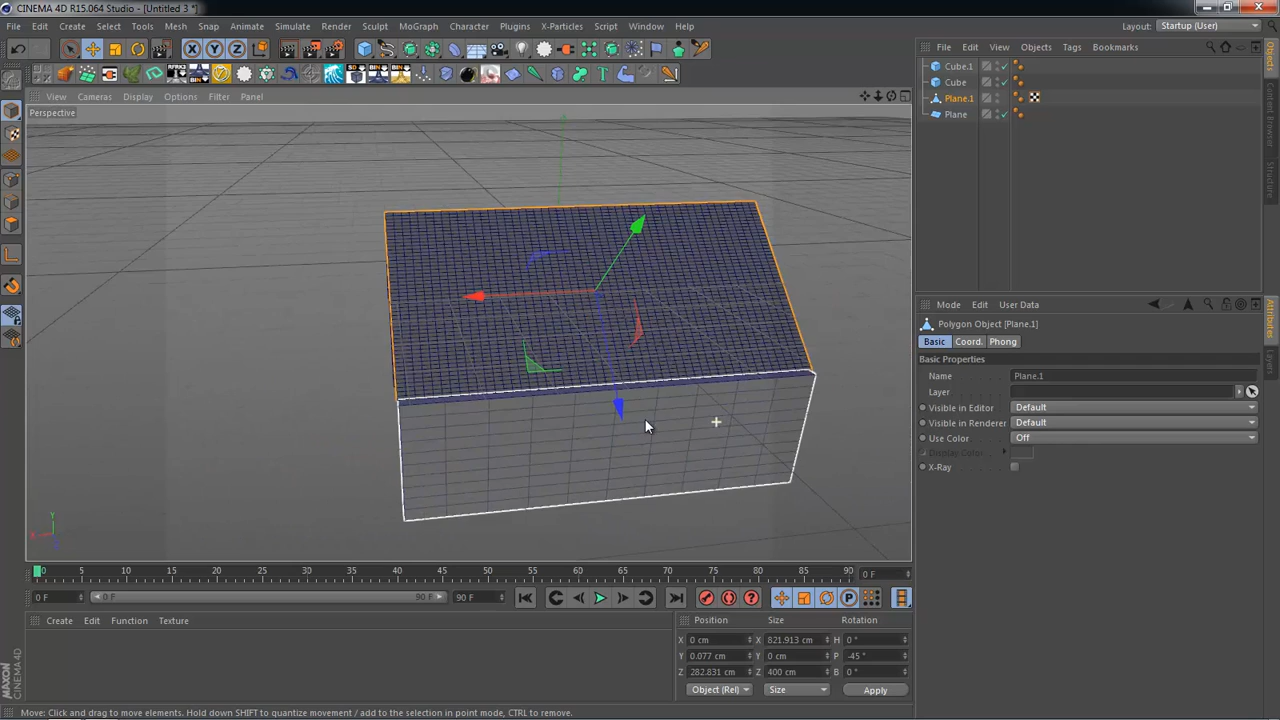 CINEMA 4D R15.064 Studio - [Untitled 3 *]
File Edit Create Select Tools Mesh Snap Animate Simulate Render Sculpt MoGraph Character Plugins X-Particles Script Window Help
Layout: Startup (User)
File Edit View Objects Tags Bookmarks
View Cameras Display Options Filter Panel
Perspective
Cube.1
Cube
Plane.1
Plane
Objects
Content Browser
Structure
Mode Edit User Data
Polygon Object [Plane.1]
Basic Coord. Phong
Basic Properties
Name Plane.1
Layer
Visible in Editor Default
Visible in Renderer Default
Use Color Off
Display Color
X-Ray
Attributes
Layers
X Y Z
0 5 10 15 20 25 30 35 40 45 50 55 60 65 70 75 80 85 90 0 F
0 F 0 F 90 F 90 F
Create Edit Function Texture
Position Size Rotation
X 0 cm X 821.913 cm H 0 °
Y 0.077 cm Y 0 cm P -45 °
Z 282.831 cm Z 400 cm B 0 °
Object (Rel) Size Apply
MAXON
CINEMA 4D
Move: Click and drag to move elements. Hold down SHIFT to quantize movement / add to the selection in point mode, CTRL to remove.